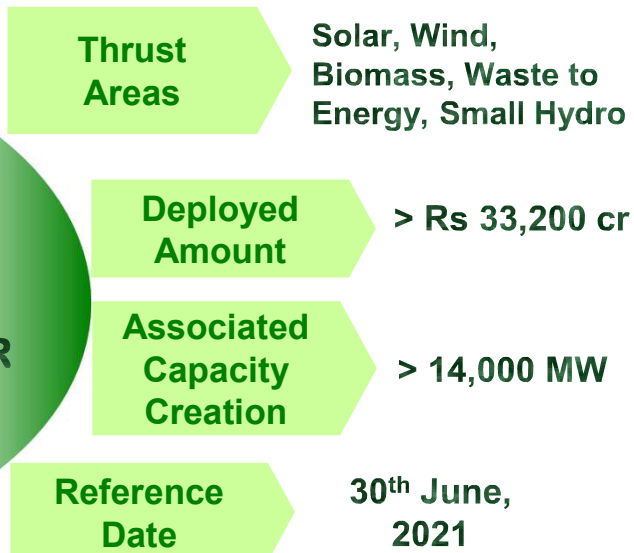 Thrust
Areas
Solar, Wind,
Biomass, Waste to
Energy, Small Hydro
Deployed
Amount
> Rs 33,200 cr
R
Associated
Capacity
Creation
> 14,000 MW
Reference
Date
30th June,
2021